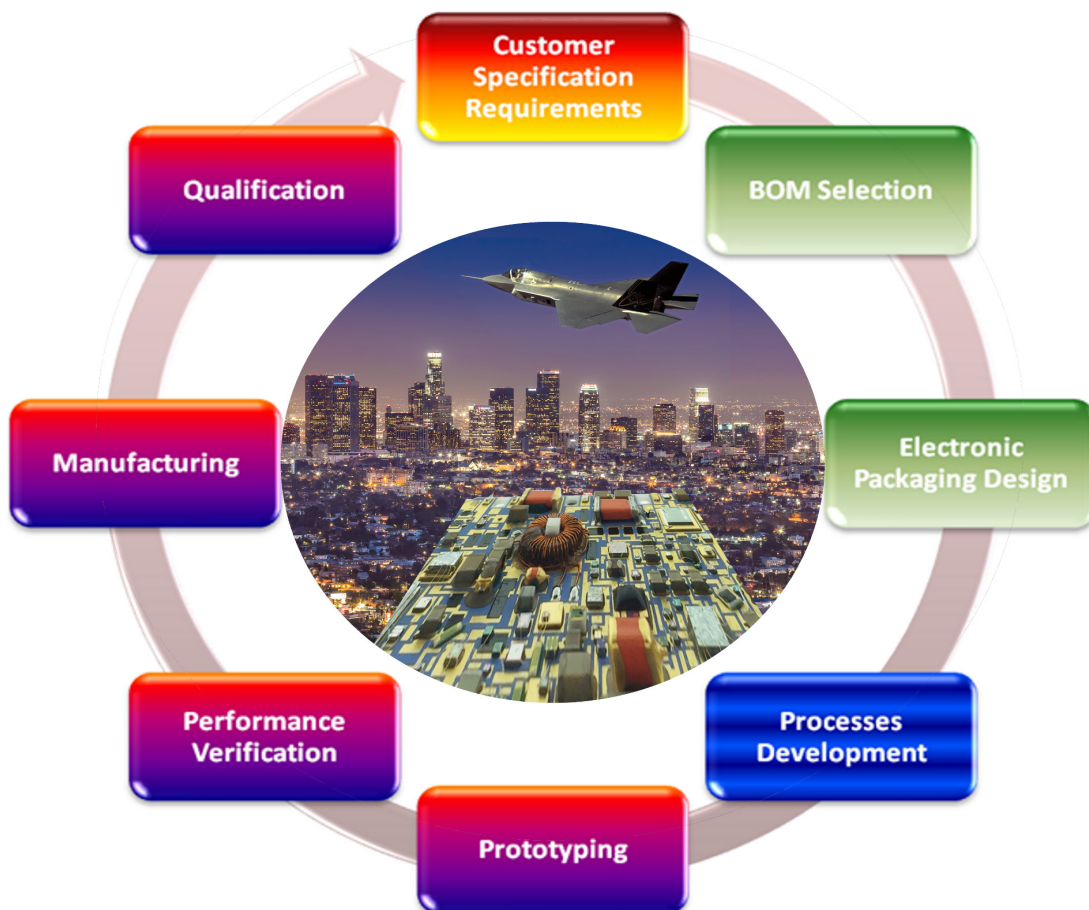 Customer
Specification
Requirements
BOM Selection
Electronic
Packaging Design
Processes
Development
Prototyping
Performance
Verification
Manufacturing
Qualification